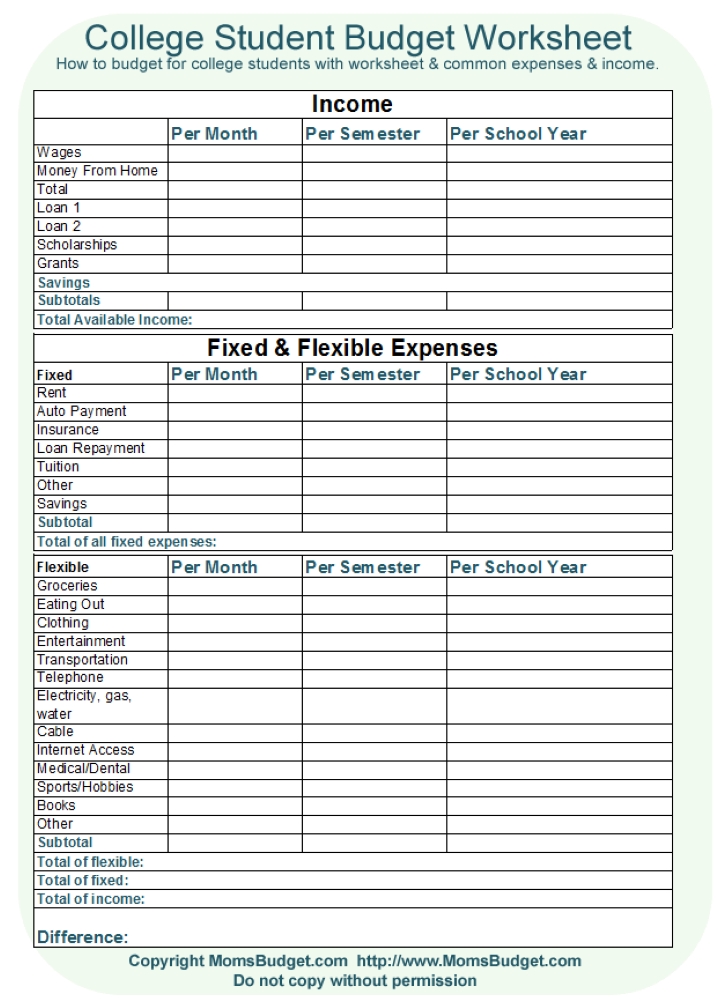 College Student Budget Worksheet
How to budget for college students with worksheet & common expenses & income.
Income
Per Month Per Semester Per School Year
Wages
Money From Home
Total
Loan 1
Loan 2
Scholarships
Grants
Savings
Subtotals
Total Available Income:
Fixed & Flexible Expenses
Fixed Per Month Per Semester Per School Year
Rent
Auto Payment
Insurance
Loan Repayment
Tuition
Other
Savings
Subtotal
Total of all fixed expenses:
Flexible Per Month Per Semester Per School Year
Groceries
Eating Out
Clothing
Entertainment
Transportation
Telephone
Electricity, gas,
water
Cable
Internet Access
Medical/Dental
Sports/Hobbies
Books
Other
Subtotal
Total of flexible:
Total of fixed:
Total of income:
Difference:
Copyright MomsBudget.com http://www.MomsBudget.com
Do not copy without permission